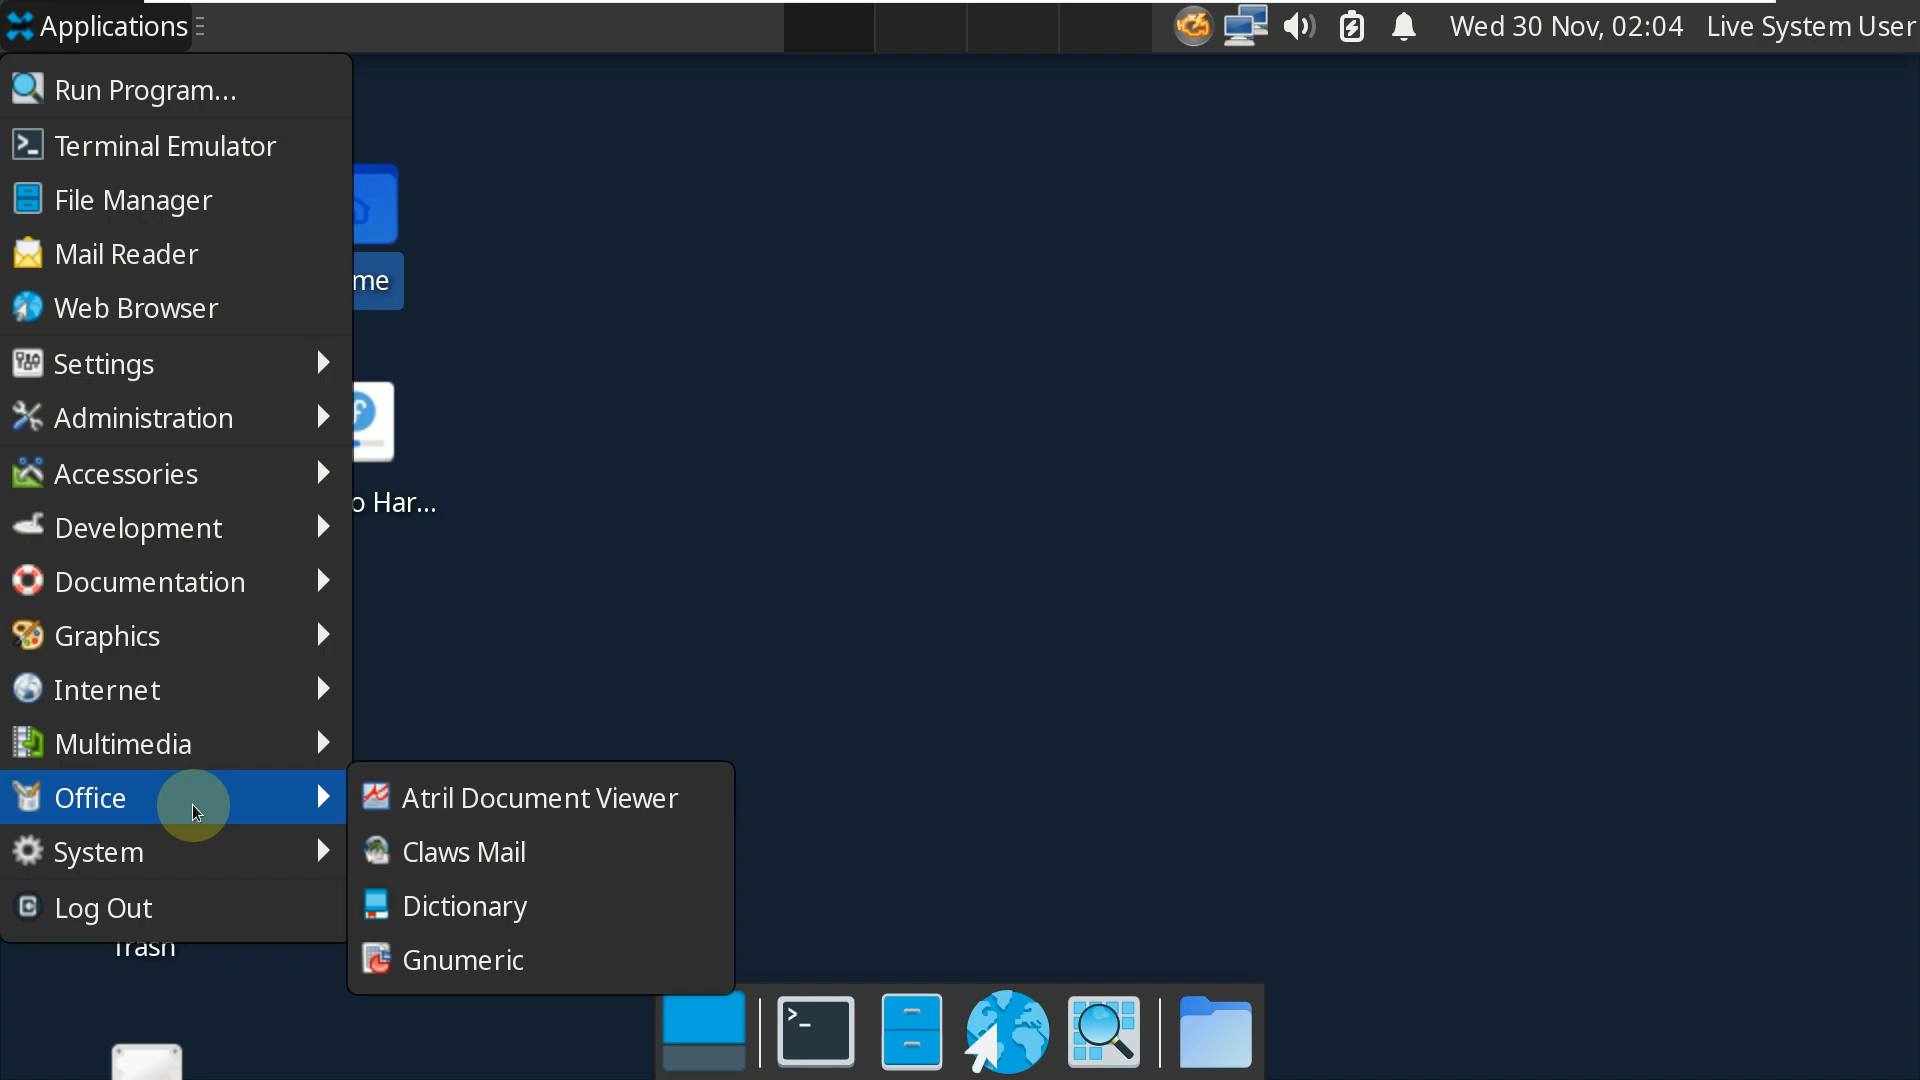 Applications
Wed 30 Nov, 02:04
Live System User
Run Program...
Terminal Emulator
File Manager
Mail Reader
Web Browser
Settings
Administration
Accessories
Development
Documentation
Graphics
Internet
Multimedia
Office
System
Log Out
me
o Har...
Atril Document Viewer
Claws Mail
Dictionary
Gnumeric
Trash